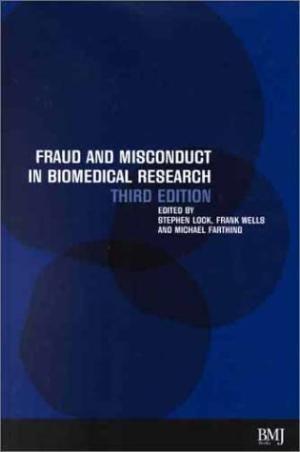 FRAUD AND MISCONDUCT
IN BIOMEDICAL RESEARCH
THIRD EDITION
EDITED BY
STEPHEN LOCK, FRANK WELLS
AND MICHAEL FARTHING
BMJ
Books